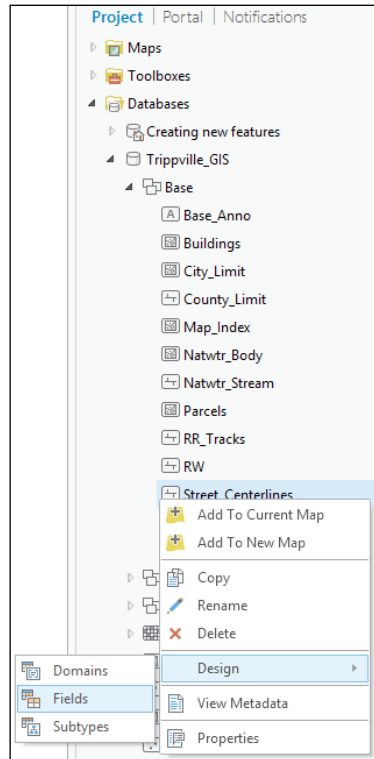 Project | Portal | Notifications
Maps
Toolboxes
Databases
Creating new features
Trippville_GIS
Base
A Base_Anno
Buildings
City_Limit
County_Limit
Map_Index
Natwtr_Body
Natwtr_Stream
Parcels
RR_Tracks
RW
Street_Centerlines
Add To Current Map
Add To New Map
Copy
Rename
Delete
Domains
Design
Fields
View Metadata
Subtypes
Properties